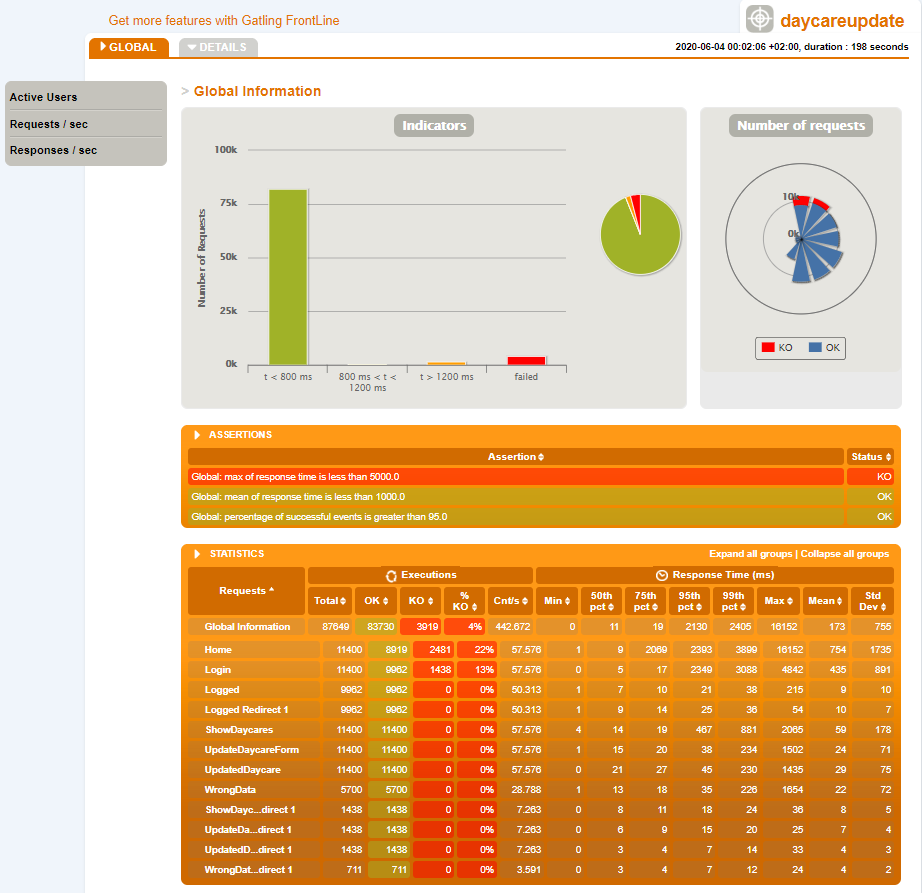 Get more features with Gatling FrontLine
daycareupdate
GLOBAL
DETAILS
2020-06-04 00:02:06 +02:00, duration : 198 seconds
Active Users
Requests / sec
Responses / sec
> Global Information
Indicators
100k
75k
50k
25k
0k
Number of Requests
t < 800 ms
800 ms < t <
1200 ms
t > 1200 ms
failed
Number of requests
10k
0k
KO OK
ASSERTIONS
Assertion Status
Global: max of response time is less than 5000.0 KO
Global: mean of response time is less than 1000.0 OK
Global: percentage of successful events is greater than 95.0 OK
STATISTICS
Expand all groups | Collapse all groups
Requests
Executions
Response Time (ms)
Total OK KO % KO Cnt/s Min 50th pct 75th pct 95th pct 99th pct Max Mean Std Dev
Global Information 87649 83730 3919 4% 442.672 0 11 19 2130 2405 16152 173 755
Home 11400 8919 2481 22% 57.576 1 9 2069 2393 3899 16152 754 1735
Login 11400 9962 1438 13% 57.576 0 5 17 2349 3088 4842 435 891
Logged 9962 9962 0 0% 50.313 1 7 10 21 38 215 9 10
Logged Redirect 1 9962 9962 0 0% 50.313 1 9 14 25 36 54 10 7
ShowDaycares 11400 11400 0 0% 57.576 4 14 19 467 881 2065 59 178
UpdateDaycareForm 11400 11400 0 0% 57.576 1 15 20 38 234 1502 24 71
UpdatedDaycare 11400 11400 0 0% 57.576 0 21 27 45 230 1435 29 75
WrongData 5700 5700 0 0% 28.788 1 13 18 35 226 1654 22 72
ShowDayc...direct 1 1438 1438 0 0% 7.263 0 8 11 18 24 36 8 5
UpdateDa...direct 1 1438 1438 0 0% 7.263 0 6 9 15 20 25 7 4
UpdatedD...direct 1 1438 1438 0 0% 7.263 0 3 4 7 14 33 4 3
WrongDat...direct 1 711 711 0 0% 3.591 0 3 4 7 12 24 4 2